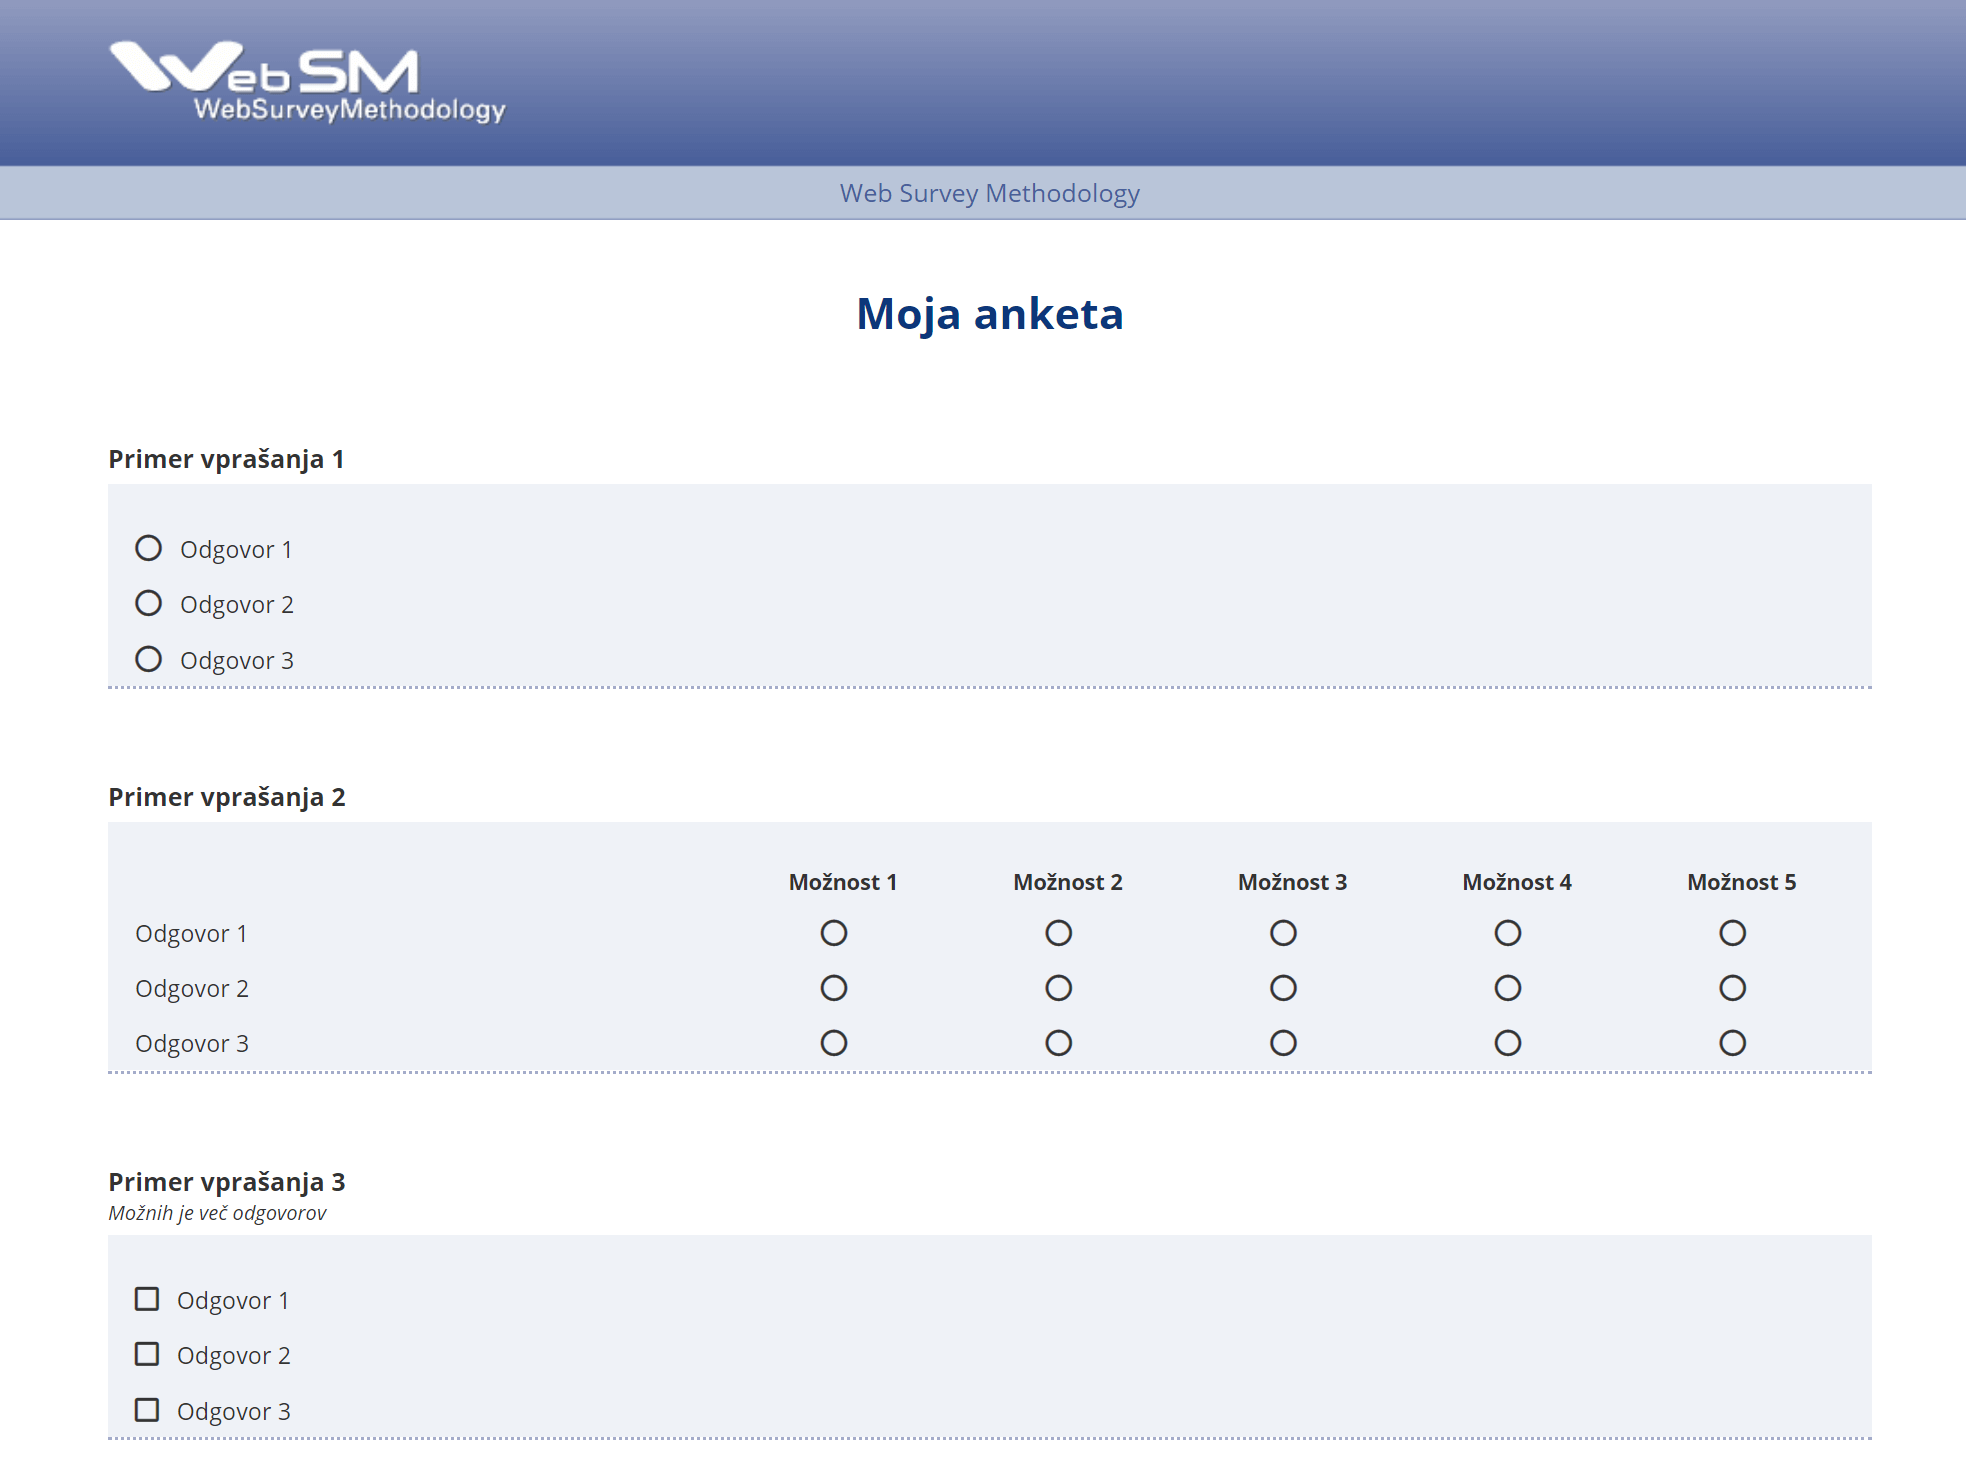 WebSM
WebSurveyMethodology
Web Survey Methodology
Moja anketa
Primer vprašanja 1
Odgovor 1
Odgovor 2
Odgovor 3
Primer vprašanja 2
Možnost 1 Možnost 2 Možnost 3 Možnost 4 Možnost 5
Odgovor 1
Odgovor 2
Odgovor 3
Primer vprašanja 3
Možnih je več odgovorov
Odgovor 1
Odgovor 2
Odgovor 3